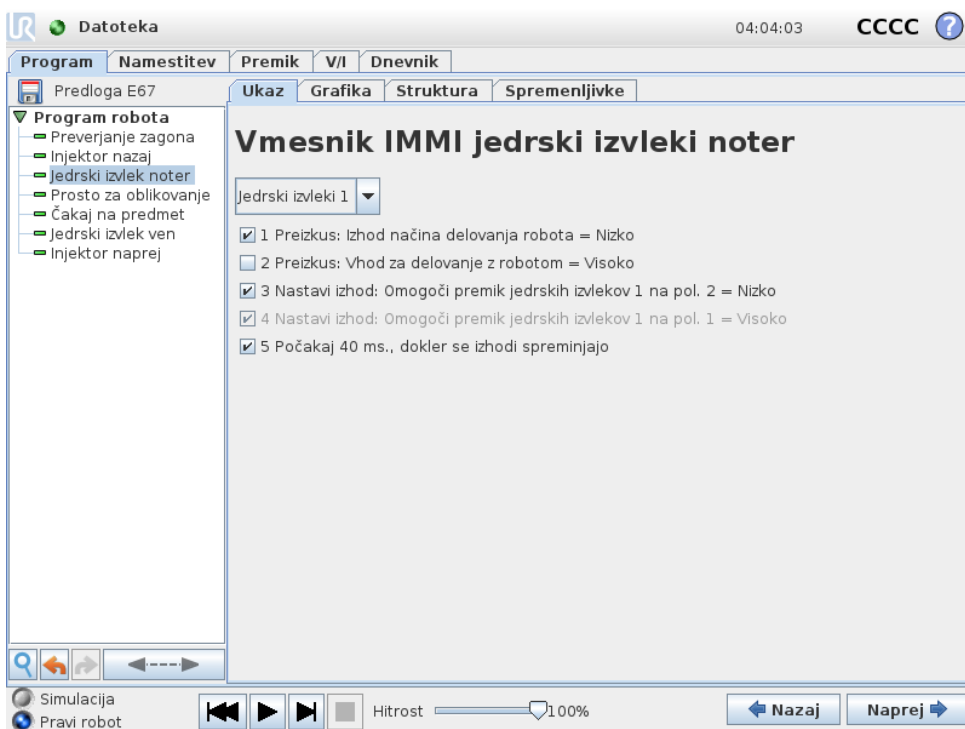 UR Datoteka 04:04:03 CCCC ?
Program Namestitev Premik V/I Dnevnik
Predloga E67
Ukaz Grafika Struktura Spremenljivke
Program robota
Preverjanje zagona
Injektor nazaj
Jedrski izvlek noter
Prosto za oblikovanje
Čakaj na predmet
Jedrski izvlek ven
Injektor naprej
Vmesnik IMMI jedrski izvleki noter
Jedrski izvleki 1
1 Preizkus: Izhod načina delovanja robota = Nizko
2 Preizkus: Vhod za delovanje z robotom = Visoko
3 Nastavi izhod: Omogoči premik jedrskih izvlekov 1 na pol. 2 = Nizko
4 Nastavi izhod: Omogoči premik jedrskih izvlekov 1 na pol. 1 = Visoko
5 Počakaj 40 ms., dokler se izhodi spreminjajo
Simulacija
Pravi robot
Hitrost 100%
Nazaj Naprej